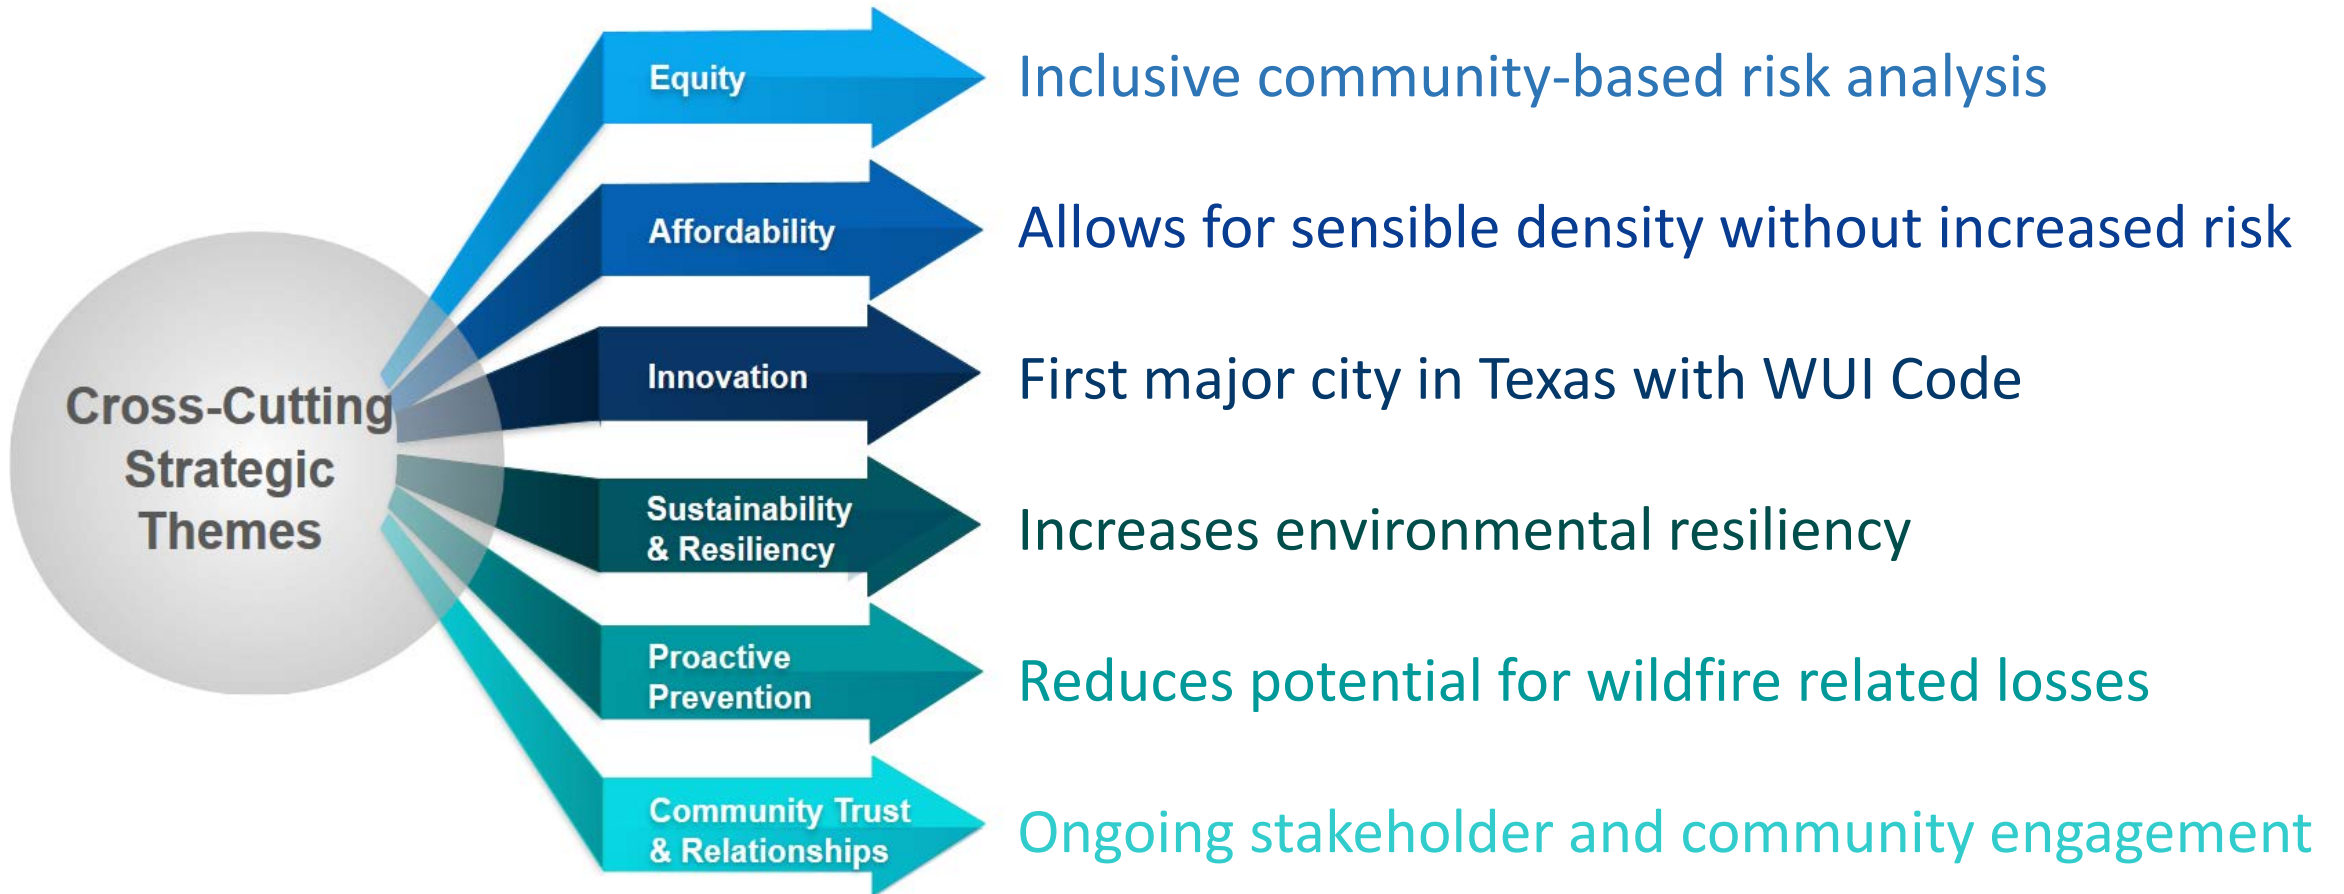 Cross-Cutting
Strategic
Themes
Equity
Inclusive community-based risk analysis
Affordability
Allows for sensible density without increased risk
Innovation
First major city in Texas with WUI Code
Sustainability
& Resiliency
Increases environmental resiliency
Proactive
Prevention
Reduces potential for wildfire related losses
Community Trust
& Relationships
Ongoing stakeholder and community engagement